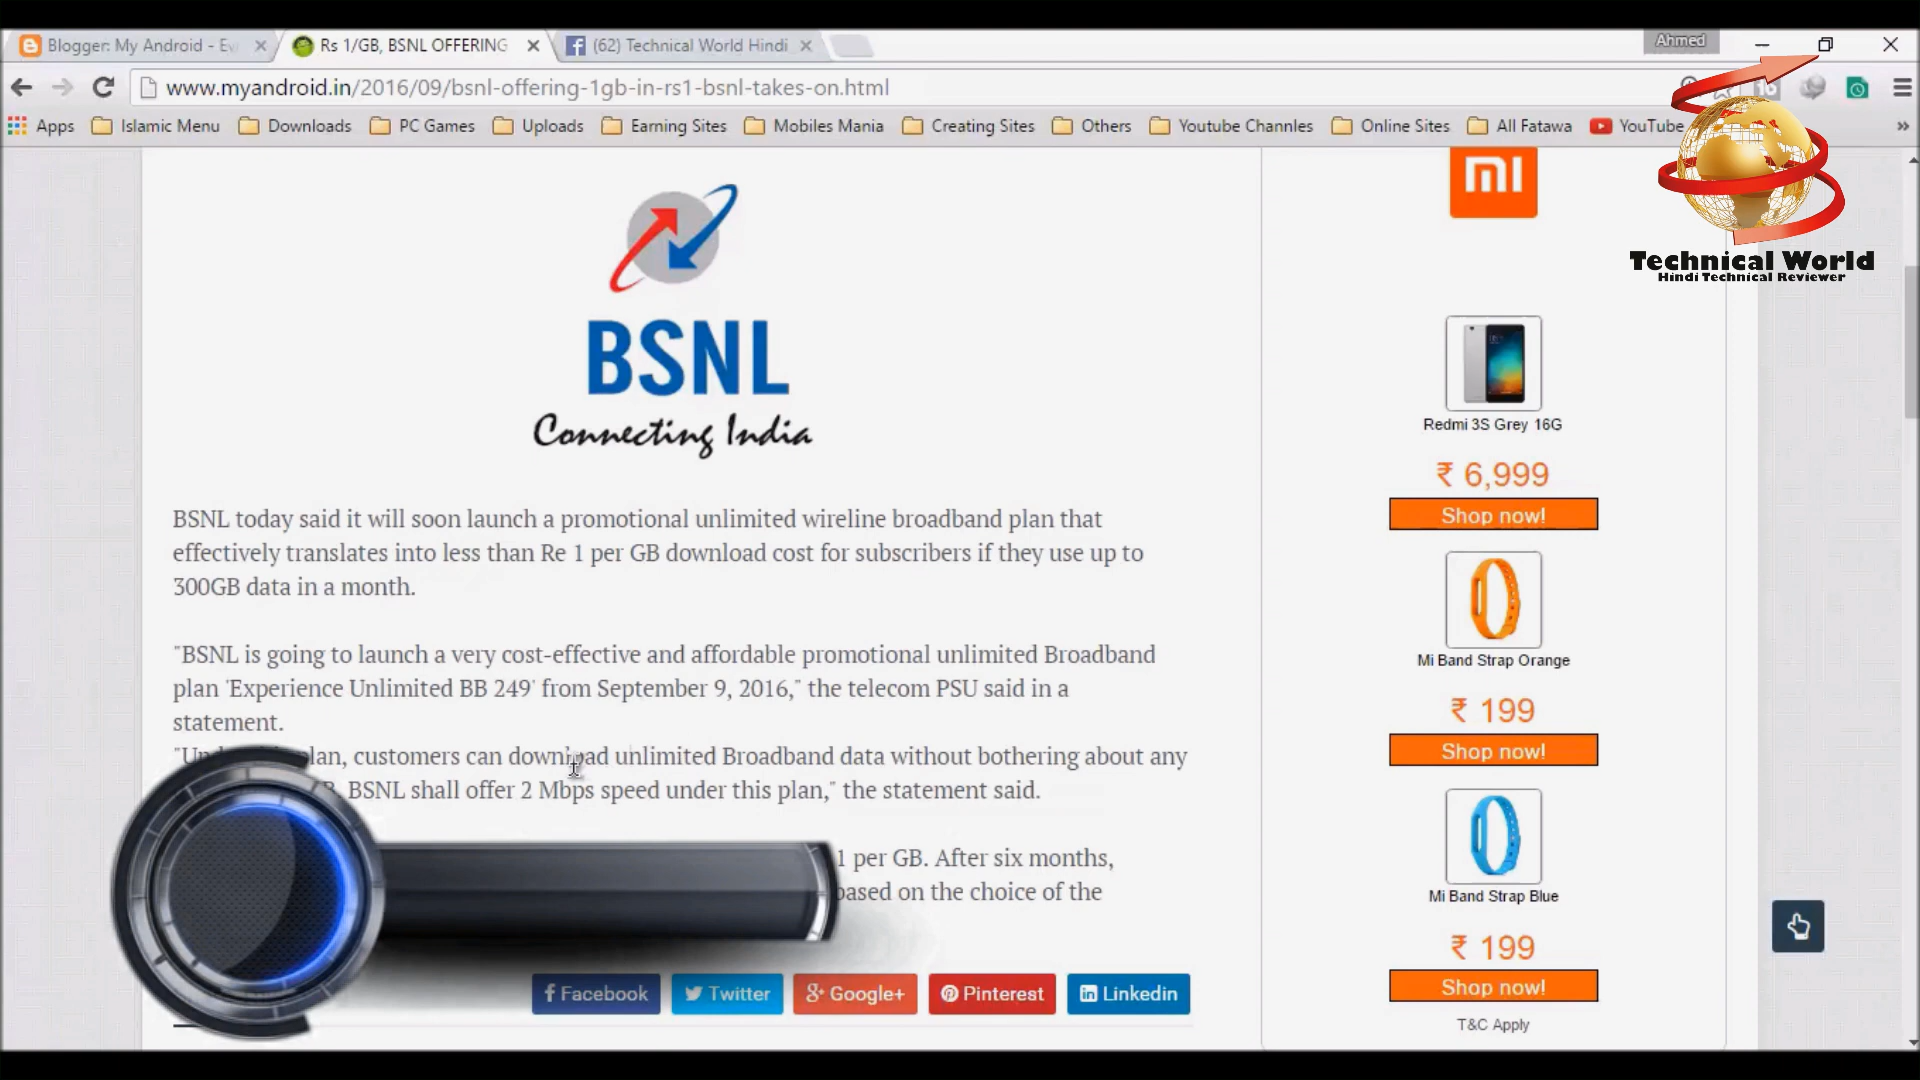 Blogger: My Android - Ev
Rs 1/GB, BSNL OFFERING
(62) Technical World Hindi
Ahmed
www.myandroid.in/2016/09/bsnl-offering-1gb-in-rs1-bsnl-takes-on.html
Apps
Islamic Menu
Downloads
PC Games
Uploads
Earning Sites
Mobiles Mania
Creating Sites
Others
Youtube Channles
Online Sites
All Fatawa
YouTube
Technical World
Hindi Technical Reviewer
BSNL
Connecting India
BSNL today said it will soon launch a promotional unlimited wireline broadband plan that
effectively translates into less than Re 1 per GB download cost for subscribers if they use up to
300GB data in a month.
"BSNL is going to launch a very cost-effective and affordable promotional unlimited Broadband
plan 'Experience Unlimited BB 249' from September 9, 2016," the telecom PSU said in a
statement.
plan, customers can download unlimited Broadband data without bothering about any
BSNL shall offer 2 Mbps speed under this plan," the statement said.
1 per GB. After six months,
based on the choice of the
Facebook
Twitter
Google+
Pinterest
Linkedin
MI
Redmi 3S Grey 16G
₹ 6,999
Shop now!
Mi Band Strap Orange
₹ 199
Shop now!
Mi Band Strap Blue
₹ 199
Shop now!
T&C Apply